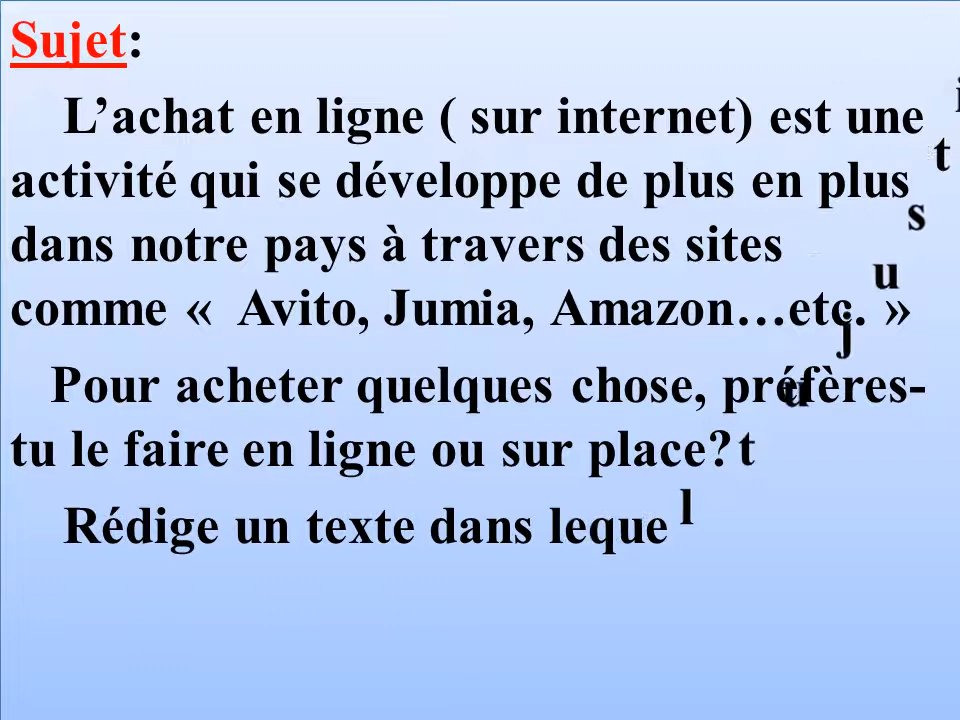 Sujet:
L’achat en ligne ( sur internet) est une
activité qui se développe de plus en plus
dans notre pays à travers des sites
comme « Avito, Jumia, Amazon…etc. »
Pour acheter quelques chose, préfères-
tu le faire en ligne ou sur place?
Rédige un texte dans leque l
t u j u s t i